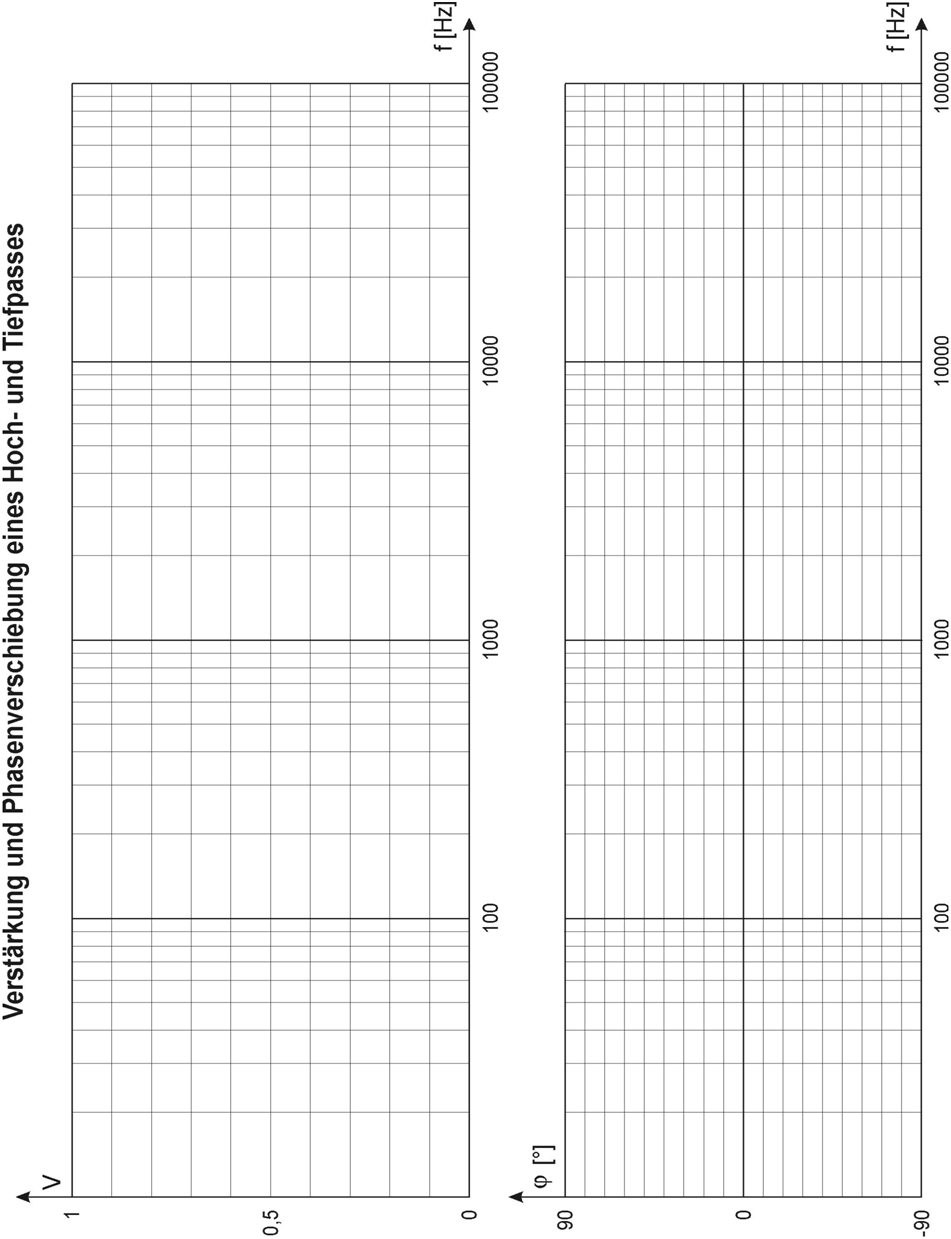 Verstärkung und Phasenverschiebung eines Hoch- und Tiefpasses
V
1
0,5
0
100
1000
10000
100000
f [Hz]
φ [°]
90
0
-90
100
1000
10000
100000
f [Hz]